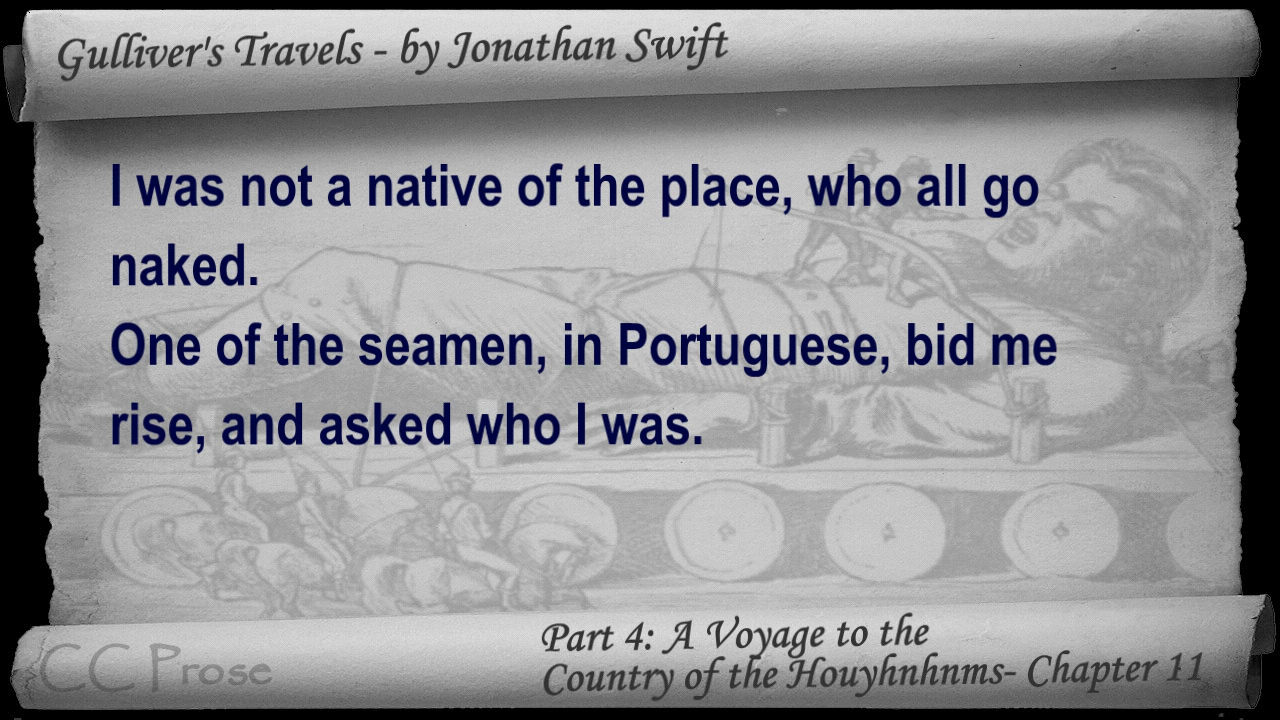 Gulliver's Travels - by Jonathan Swift
I was not a native of the place, who all go
naked.
One of the seamen, in Portuguese, bid me
rise, and asked who I was.
CC Prose
Part 4: A Voyage to the
Country of the Houyhnhnms- Chapter 11